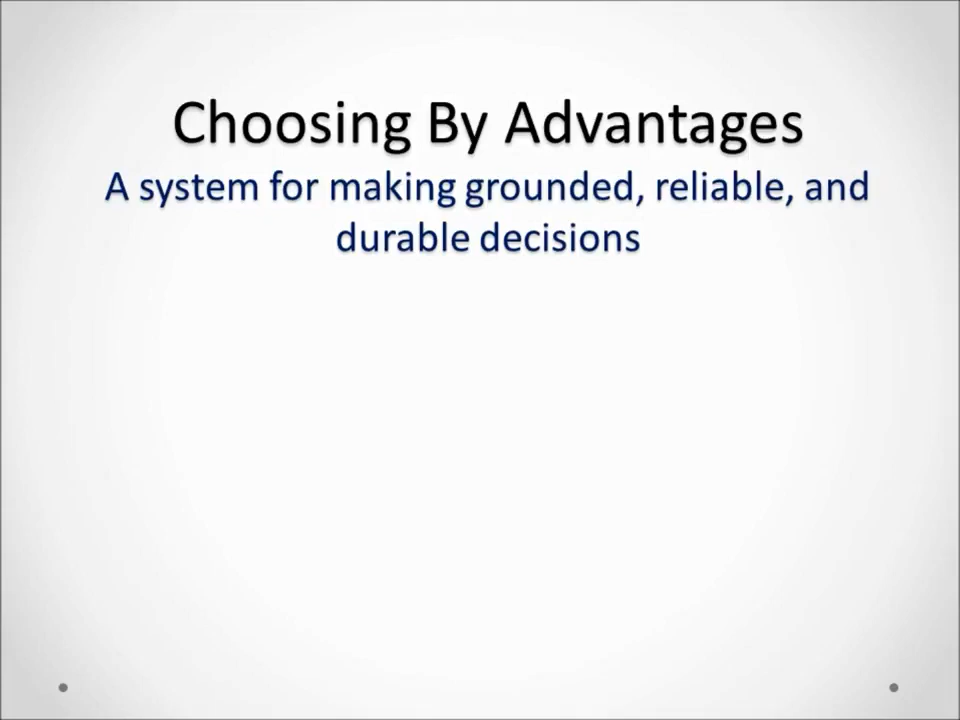 Choosing By Advantages
A system for making grounded, reliable, and
durable decisions